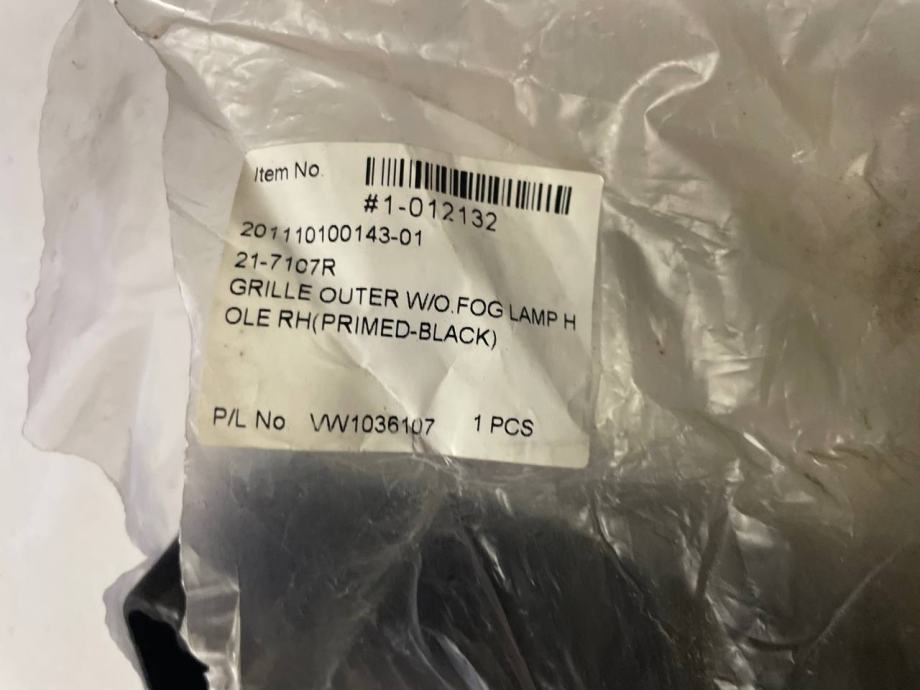 Item No.
#1-012132
201110100143-01
21-7107R
GRILLE OUTER W/O.FOG LAMP H
OLE RH(PRIMED-BLACK)
P/L No VW1036107 1 PCS